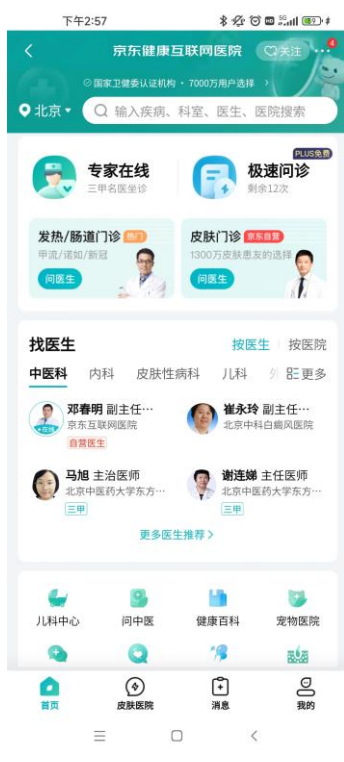 下午2:57
京东健康互联网医院
关注
国家卫健委认证机构 · 7000万用户选择
北京
输入疾病、科室、医生、医院搜索
专家在线
三甲名医坐诊
PLUS免费
极速问诊
剩余12次
发热/肠道门诊 热门
甲流/诺如/新冠
问医生
皮肤门诊 京东自营
1300万皮肤患友的选择
问医生
找医生
按医生 按医院
中医科 内科 皮肤性病科 儿科 更多
邓春明 副主任…
京东互联网医院
自营医生
在线
崔永玲 副主任…
北京中科白癜风医院
马旭 主治医师
北京中医药大学东方…
三甲
谢连娣 主任医师
北京中医药大学东方…
三甲
更多医生推荐 >
儿科中心 问中医 健康百科 宠物医院
首页 皮肤医院 消息 我的